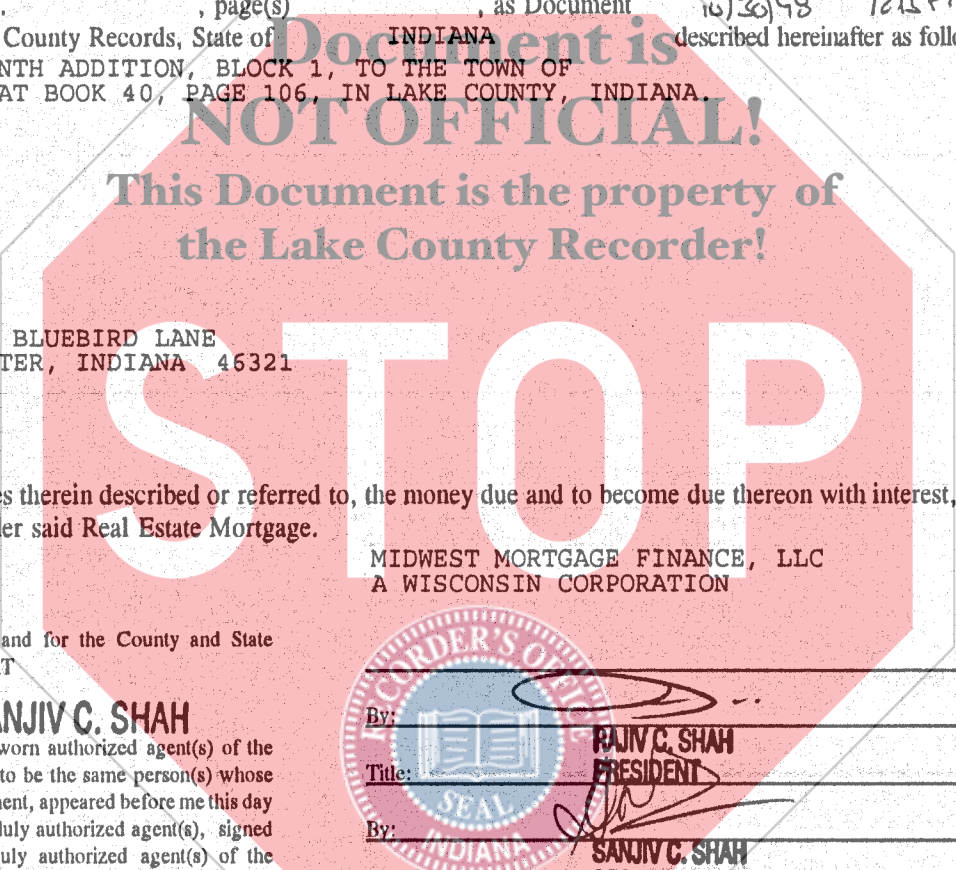 , page(s) , as Document 10/30/98
County Records, State of INDIANA described hereinafter as follo
NTH ADDITION, BLOCK 1, TO THE TOWN OF
AT BOOK 40, PAGE 106, IN LAKE COUNTY, INDIANA.
Document is
NOT OFFICIAL!
This Document is the property of
the Lake County Recorder!
STOP
BLUEBIRD LANE
TER, INDIANA 46321
es therein described or referred to, the money due and to become due thereon with interest,
er said Real Estate Mortgage.
MIDWEST MORTGAGE FINANCE, LLC
A WISCONSIN CORPORATION
and for the County and State
T
ANJIV C. SHAH
worn authorized agent(s) of the
to be the same person(s) whose
ment, appeared before me this day
duly authorized agent(s), signed
uly authorized agent(s) of the
RECORDER'S OFFICE
SEAL
INDIANA
By:
RAJIV C. SHAH
Title: PRESIDENT
By:
SANJIV C. SHAH